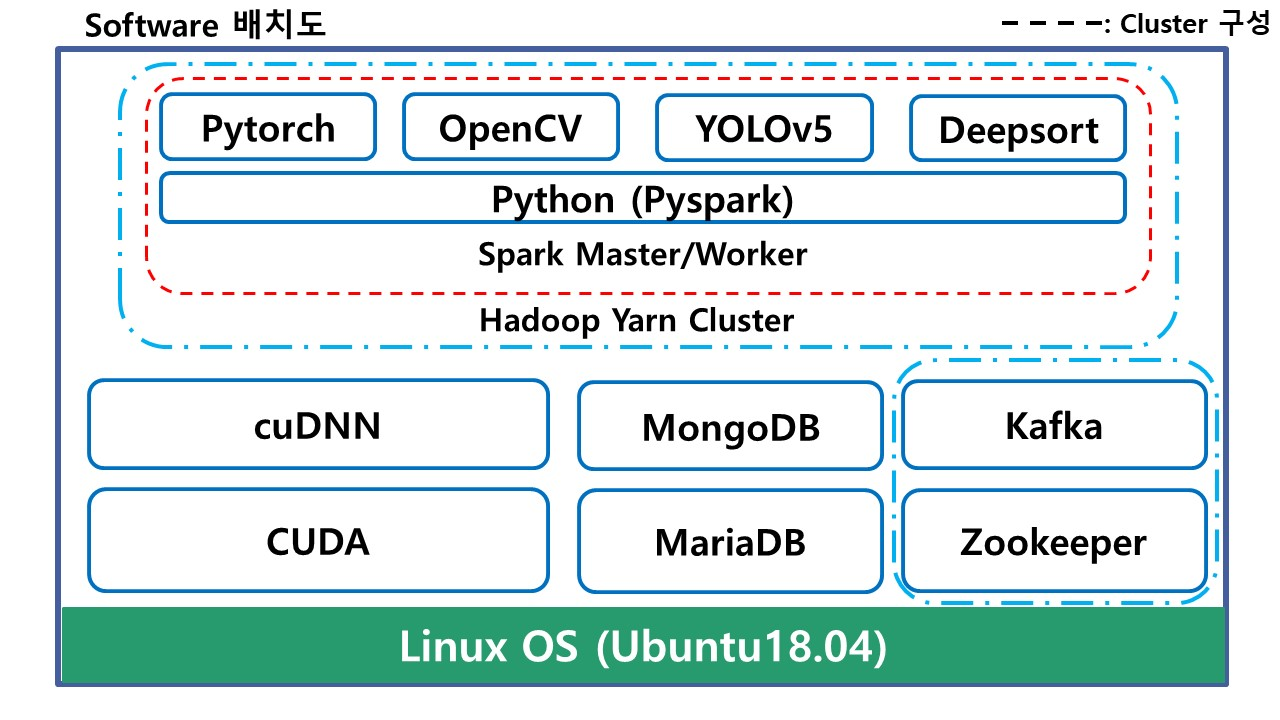 Software 배치도
: Cluster 구성
Pytorch
OpenCV
YOLOv5
Deepsort
Python (Pyspark)
Spark Master/Worker
Hadoop Yarn Cluster
cuDNN
MongoDB
Kafka
CUDA
MariaDB
Zookeeper
Linux OS (Ubuntu18.04)